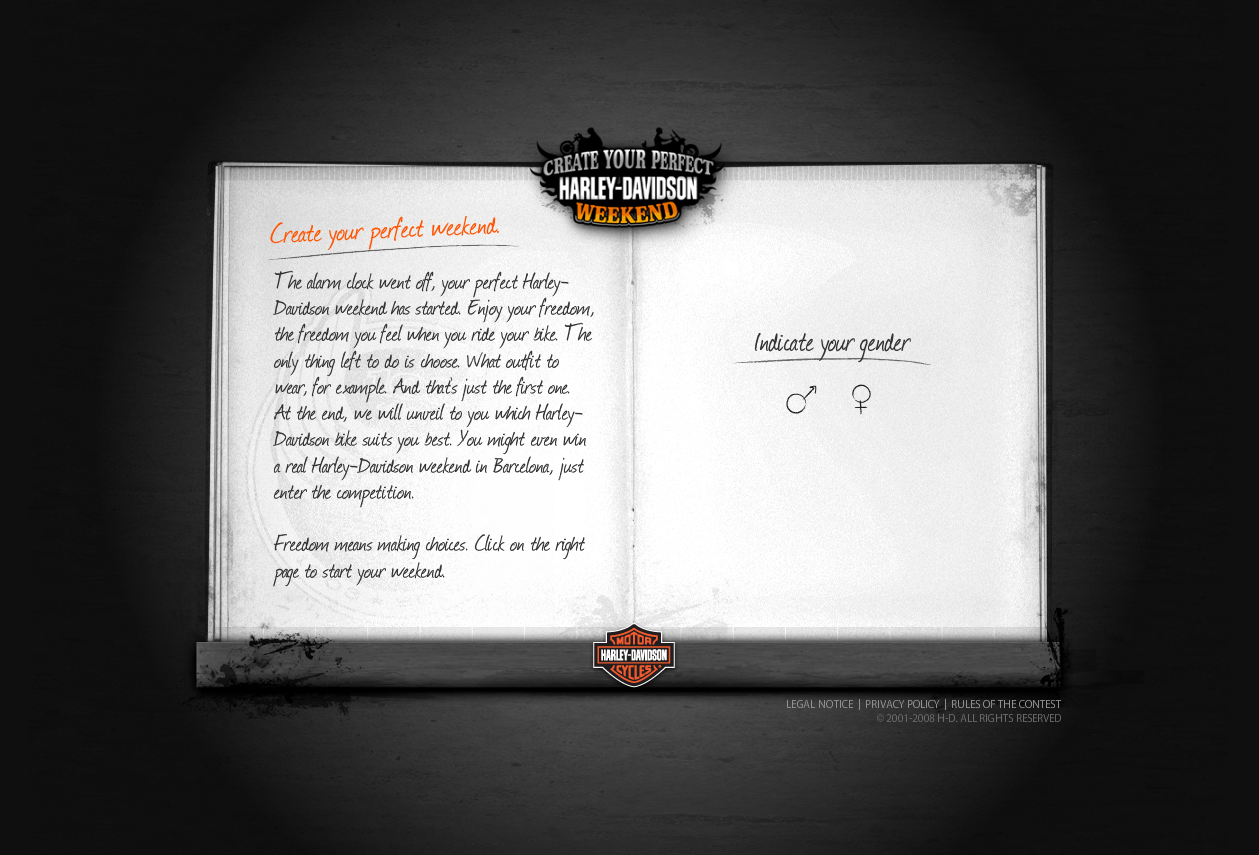 CREATE YOUR PERFECT
HARLEY-DAVIDSON
WEEKEND
Create your perfect weekend.
The alarm clock went off, your perfect Harley-
Davidson weekend has started. Enjoy your freedom,
the freedom you feel when you ride your bike. The
only thing left to do is choose. What outfit to
wear, for example. And that's just the first one.
At the end, we will unveil to you which Harley-
Davidson bike suits you best. You might even win
a real Harley-Davidson weekend in Barcelona, just
enter the competition.
Freedom means making choices. Click on the right
page to start your weekend.
Indicate your gender
MOTOR
HARLEY-DAVIDSON
CYCLES
LEGAL NOTICE | PRIVACY POLICY | RULES OF THE CONTEST
© 2001-2008 H-D. ALL RIGHTS RESERVED